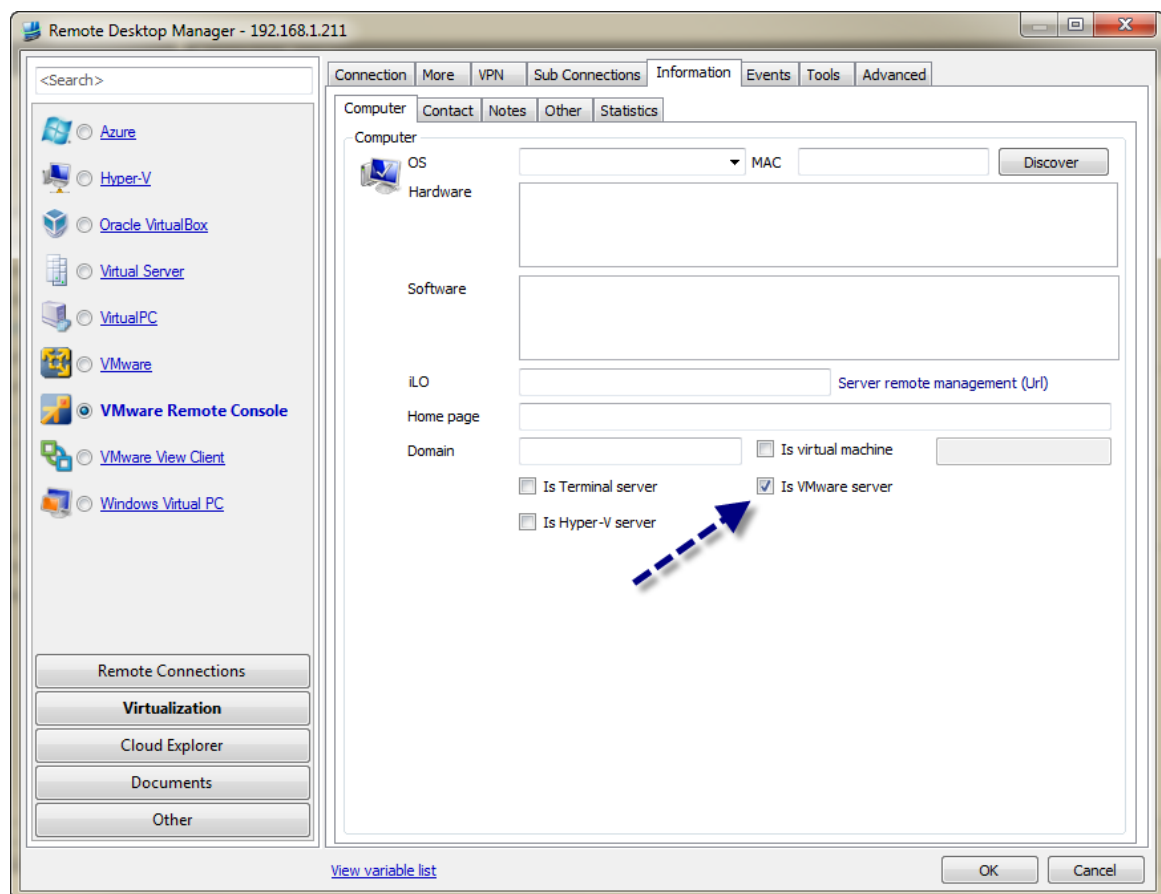 Remote Desktop Manager - 192.168.1.211
<Search>
Azure
Hyper-V
Oracle VirtualBox
Virtual Server
VirtualPC
VMware
VMware Remote Console
VMware View Client
Windows Virtual PC
Remote Connections
Virtualization
Cloud Explorer
Documents
Other
Connection More VPN Sub Connections Information Events Tools Advanced
Computer Contact Notes Other Statistics
Computer
OS MAC Discover
Hardware
Software
iLO Server remote management (Url)
Home page
Domain Is virtual machine
Is Terminal server Is VMware server
Is Hyper-V server
View variable list OK Cancel